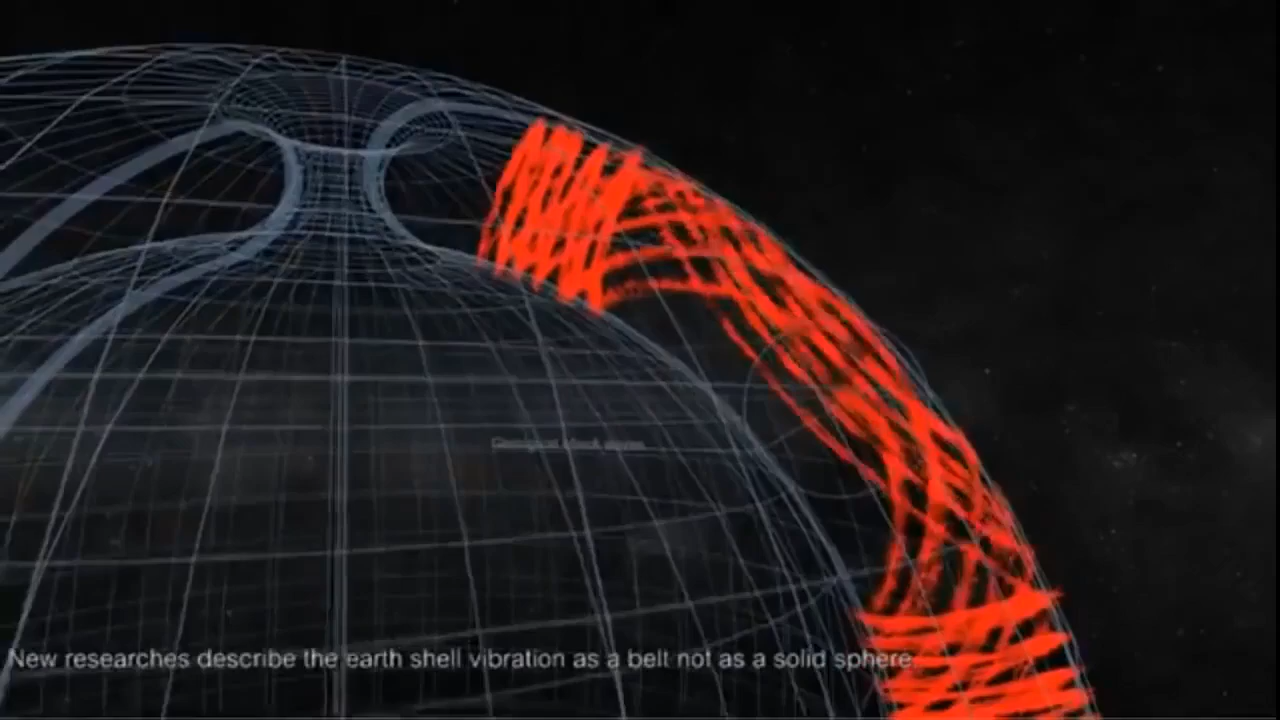 New researches describe the earth shell vibration as a belt not as a solid sphere.